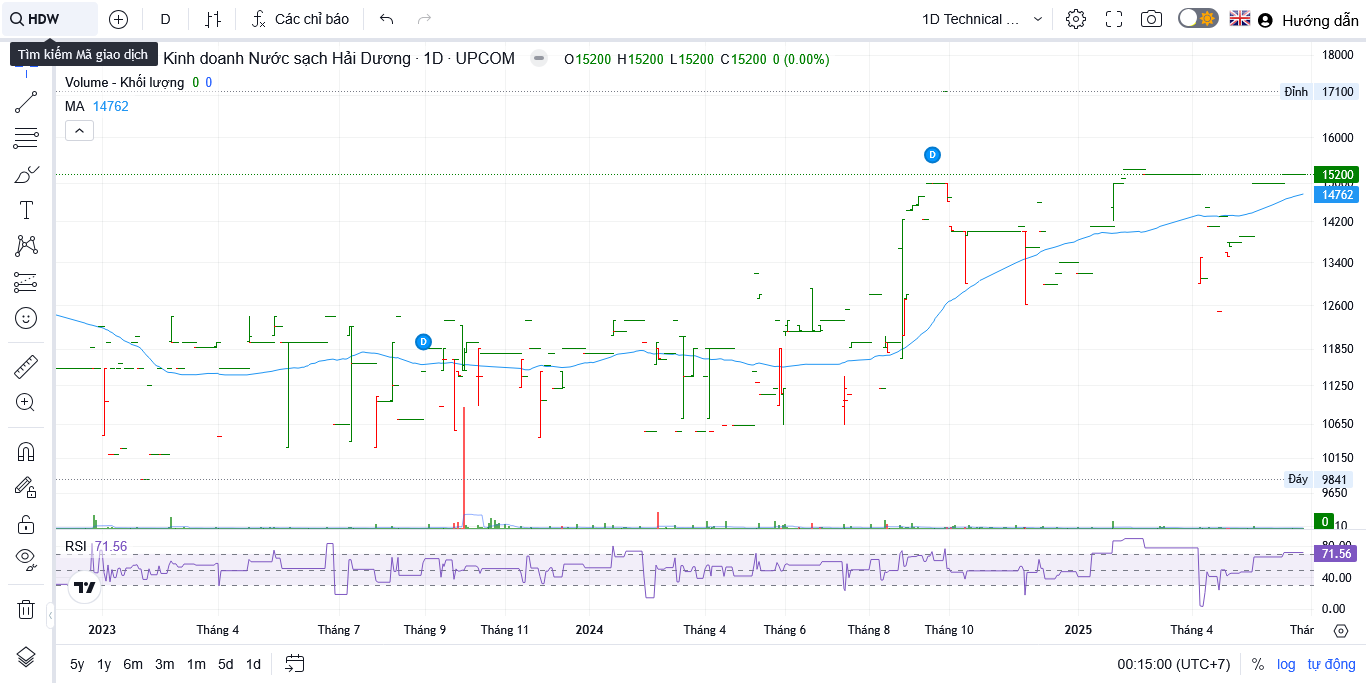 HDW
D
Các chỉ báo
1D Technical ...
Hướng dẫn
Tìm kiếm Mã giao dịch
Kinh doanh Nước sạch Hải Dương · 1D · UPCOM
O15200 H15200 L15200 C15200 0 (0.00%)
Volume - Khối lượng 0 0
MA 14762
18000
Đỉnh 17100
16000
15200
14762
14200
13400
12600
11850
11250
10650
10150
Đáy 9841
9650
0
10
D
D
RSI 71.56
80.00
71.56
40.00
0.00
2023 Tháng 4 Tháng 7 Tháng 9 Tháng 11 2024 Tháng 4 Tháng 6 Tháng 8 Tháng 10 2025 Tháng 4 Thár
5y 1y 6m 3m 1m 5d 1d
00:15:00 (UTC+7) % log tự động